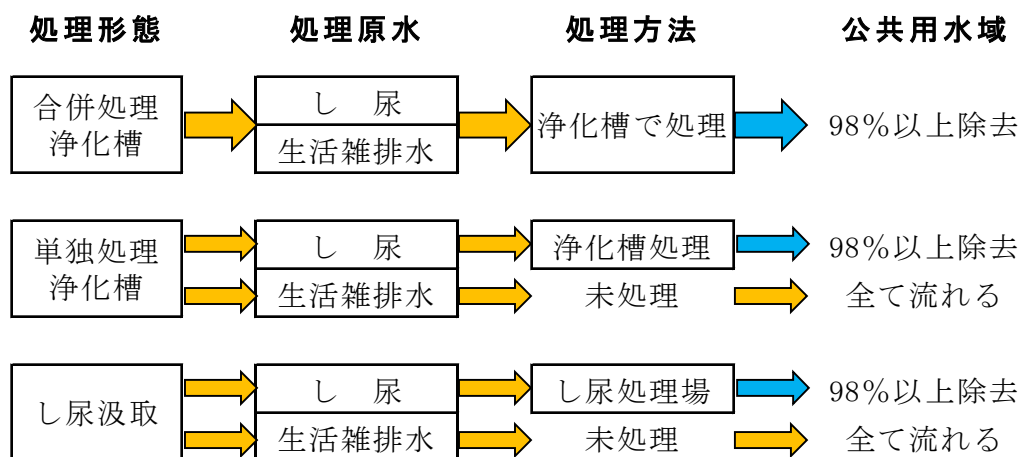 処理形態 処理原水 処理方法 公共用水域
合併処理
浄化槽
し 尿
生活雑排水
浄化槽で処理
98%以上除去
単独処理
浄化槽
し 尿
浄化槽処理
98%以上除去
生活雑排水
未処理
全て流れる
し尿汲取
し 尿
し尿処理場
98%以上除去
生活雑排水
未処理
全て流れる